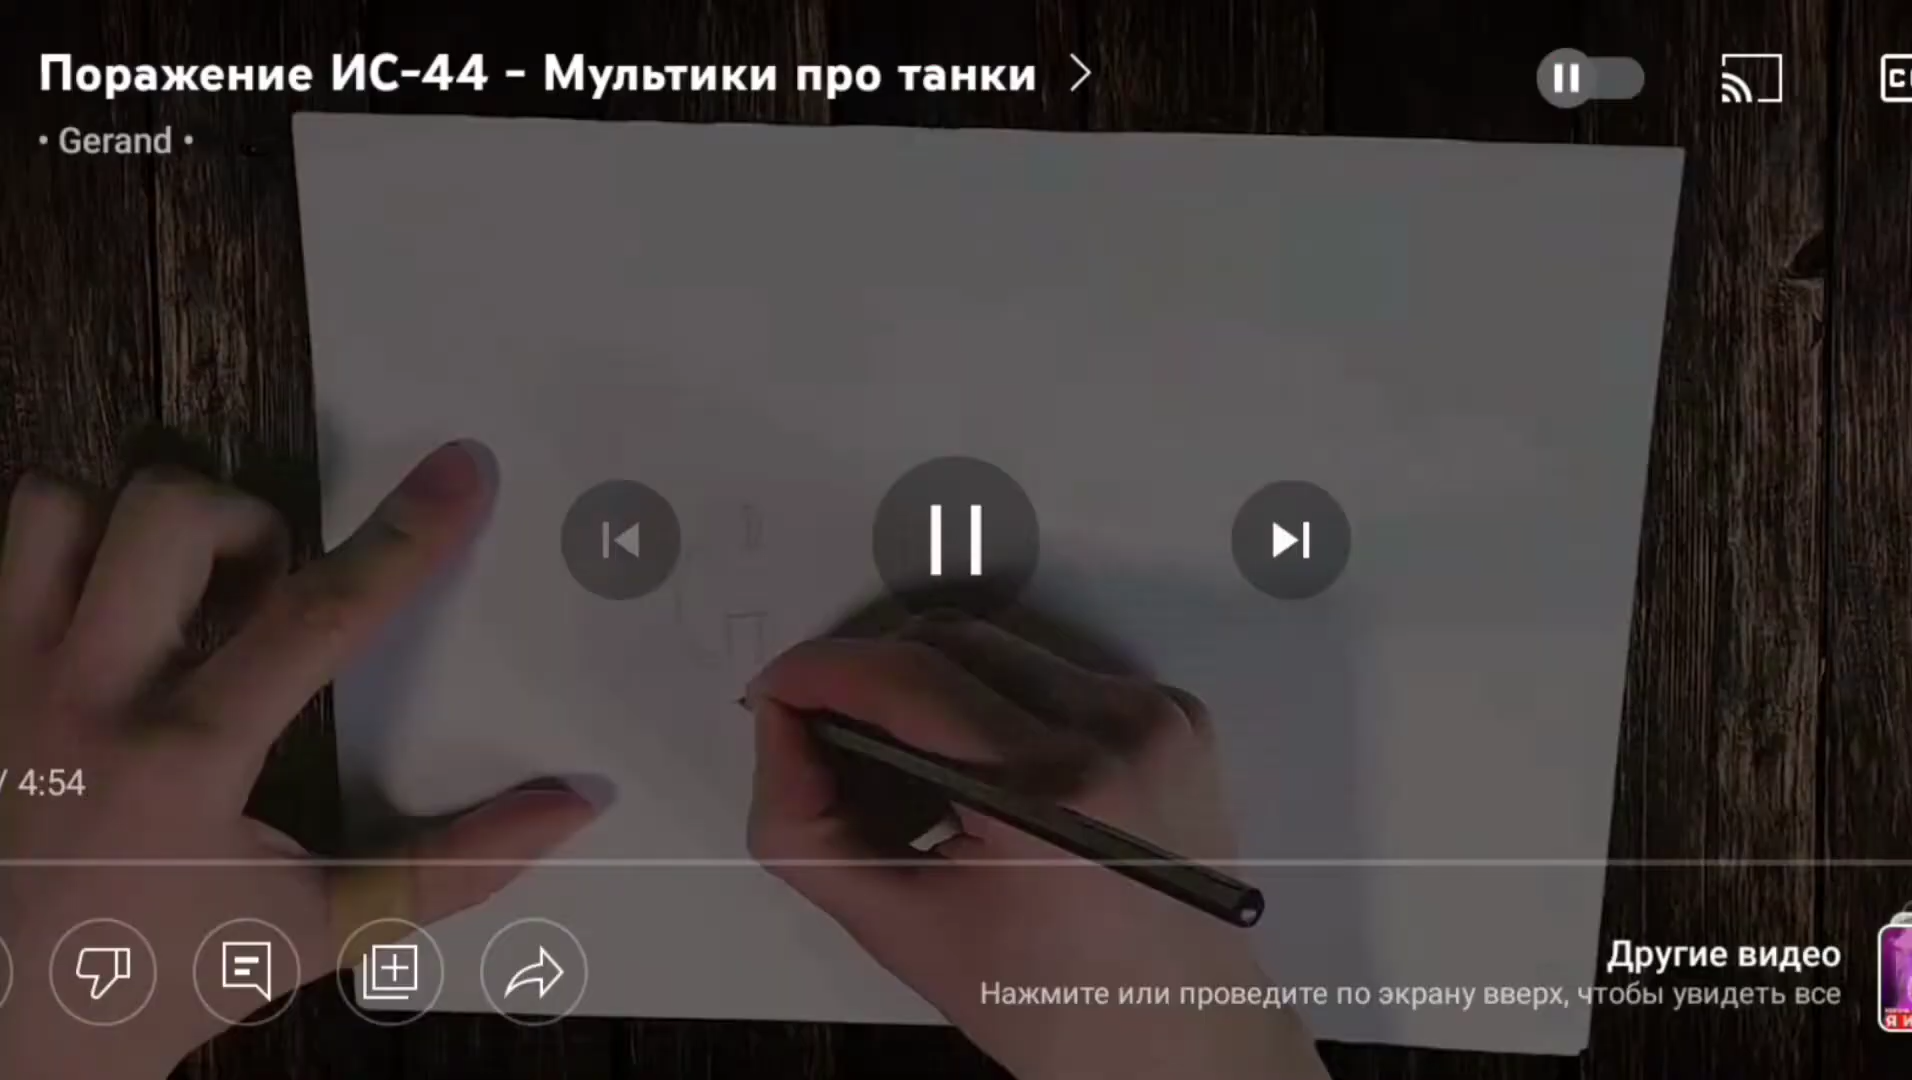 Поражение ИС-44 - Мультики про танки
• Gerand •
/ 4:54
Другие видео
Нажмите или проведите по экрану вверх, чтобы увидеть все